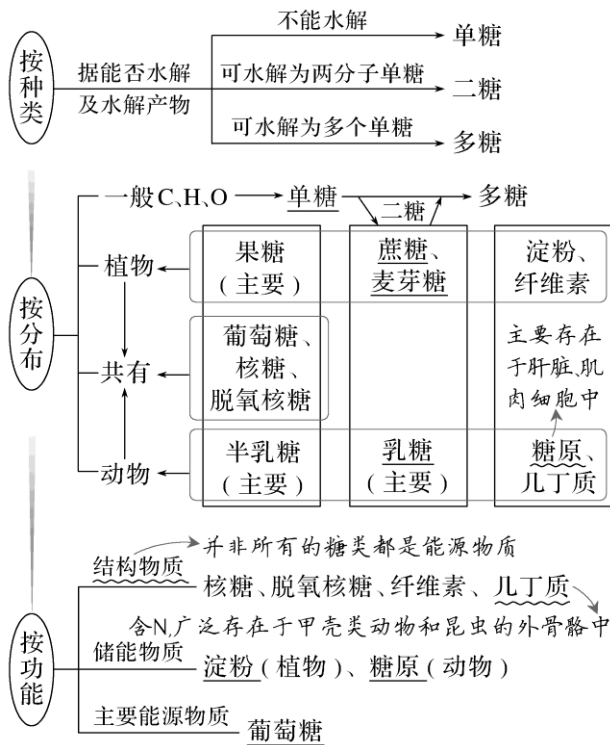 按种类
据能否水解
及水解产物
不能水解
单糖
可水解为两分子单糖
二糖
可水解为多个单糖
多糖
按分布
一般C、H、O
单糖
二糖
多糖
植物
果糖
(主要)
蔗糖、
麦芽糖
淀粉、
纤维素
共有
葡萄糖、
核糖、
脱氧核糖
主要存在
于肝脏、肌
肉细胞中
动物
半乳糖
(主要)
乳糖
(主要)
糖原、
几丁质
按功能
结构物质
并非所有的糖类都是能源物质
核糖、脱氧核糖、纤维素、几丁质
含N,广泛存在于甲壳类动物和昆虫的外骨骼中
储能物质
淀粉(植物)、糖原(动物)
主要能源物质
葡萄糖